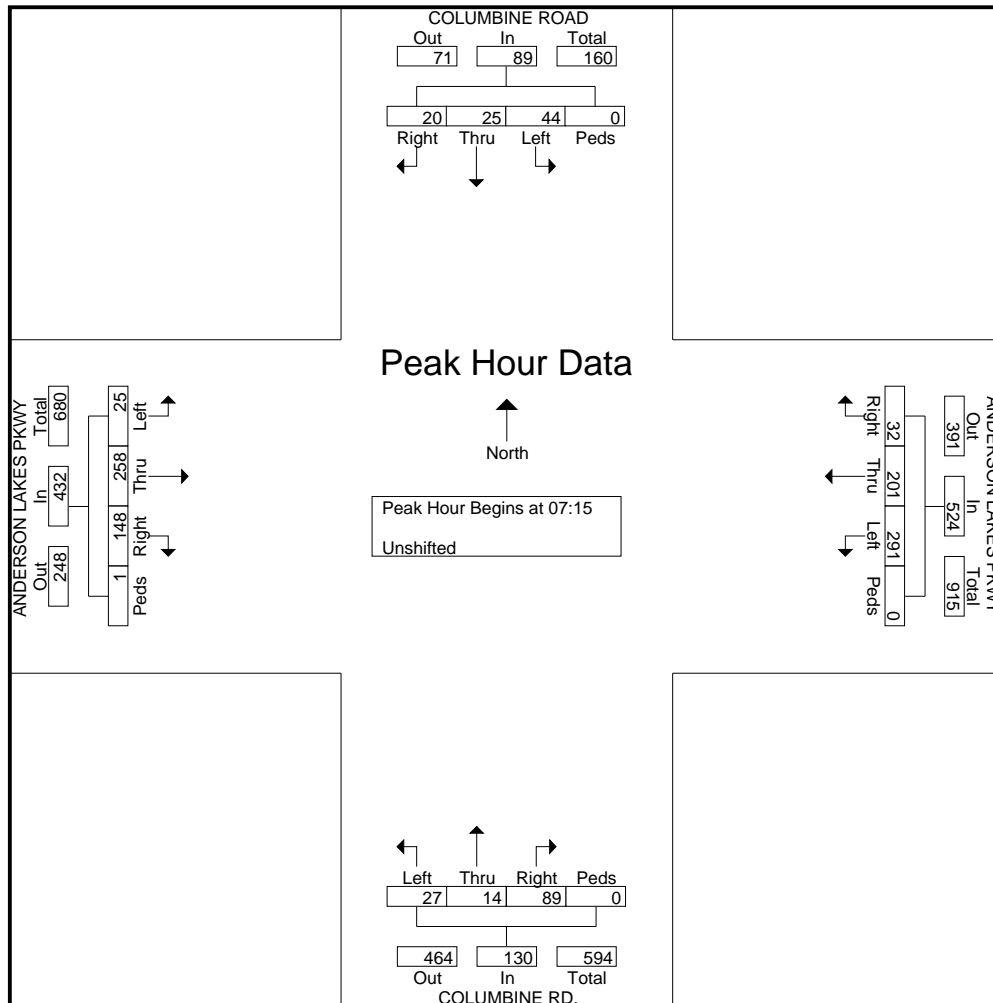 COLUMBINE ROAD
Out In Total
71 89 160
20 25 44 0
Right Thru Left Peds
Peak Hour Data
North
Peak Hour Begins at 07:15
Unshifted
ANDERSON LAKES PKWY
Total In Out
680 432 248
25 258 148 1
Left Thru Right Peds
ANDERSON LAKES PKWY
Out In Total
391 524 915
32 201 291 0
Right Thru Left Peds
Left Thru Right Peds
27 14 89 0
464 130 594
Out In Total
COLUMBINE RD.